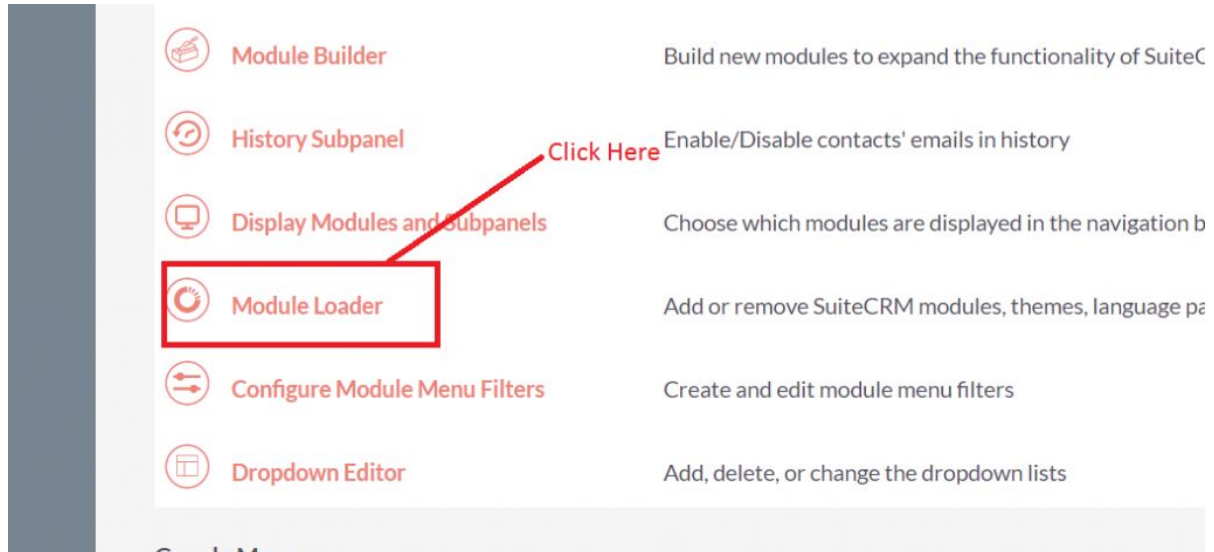 Module Builder Build new modules to expand the functionality of
History Subpanel Enable/Disable contacts' emails in history
Click Here
Display Modules and Subpanels Choose which modules are displayed in the navigation
Module Loader Add or remove SuiteCRM modules, themes, language
Configure Module Menu Filters Create and edit module menu filters
Dropdown Editor Add, delete, or change the dropdown lists